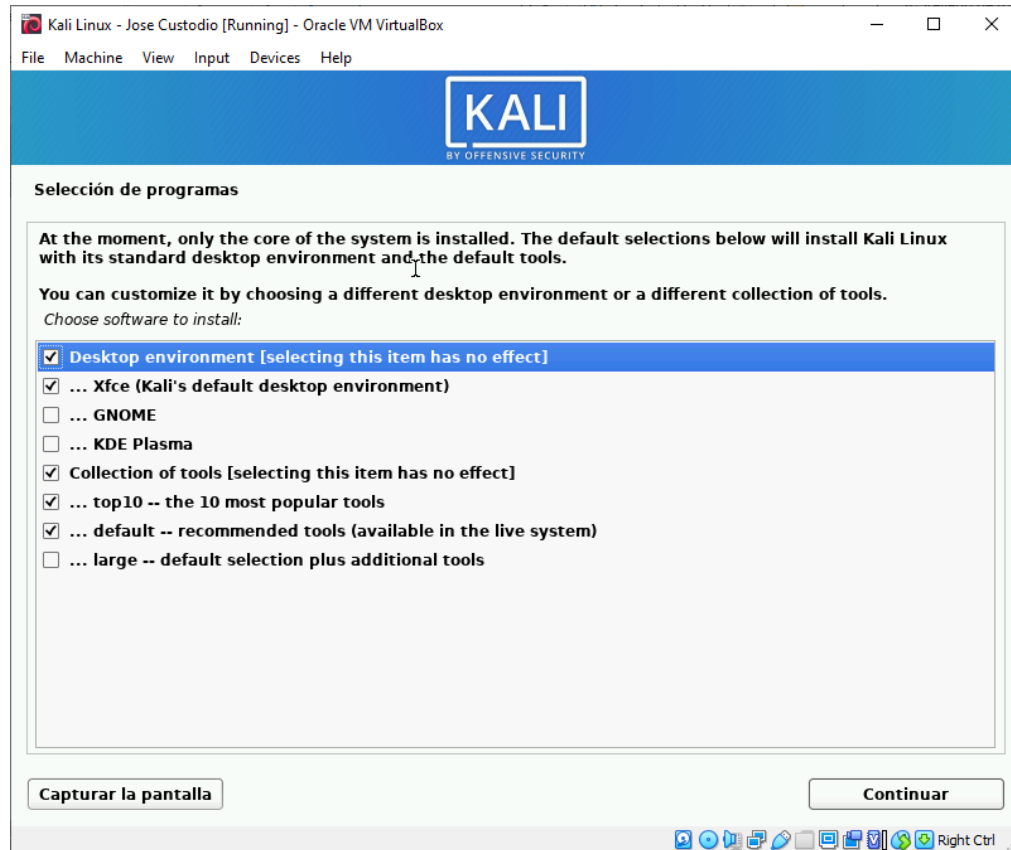 Kali Linux - Jose Custodio [Running] - Oracle VM VirtualBox
File Machine View Input Devices Help
KALI
BY OFFENSIVE SECURITY
Selección de programas
At the moment, only the core of the system is installed. The default selections below will install Kali Linux
with its standard desktop environment and the default tools.
You can customize it by choosing a different desktop environment or a different collection of tools.
Choose software to install:
Desktop environment [selecting this item has no effect]
... Xfce (Kali's default desktop environment)
... GNOME
... KDE Plasma
Collection of tools [selecting this item has no effect]
... top10 -- the 10 most popular tools
... default -- recommended tools (available in the live system)
... large -- default selection plus additional tools
Capturar la pantalla
Continuar
Right Ctrl